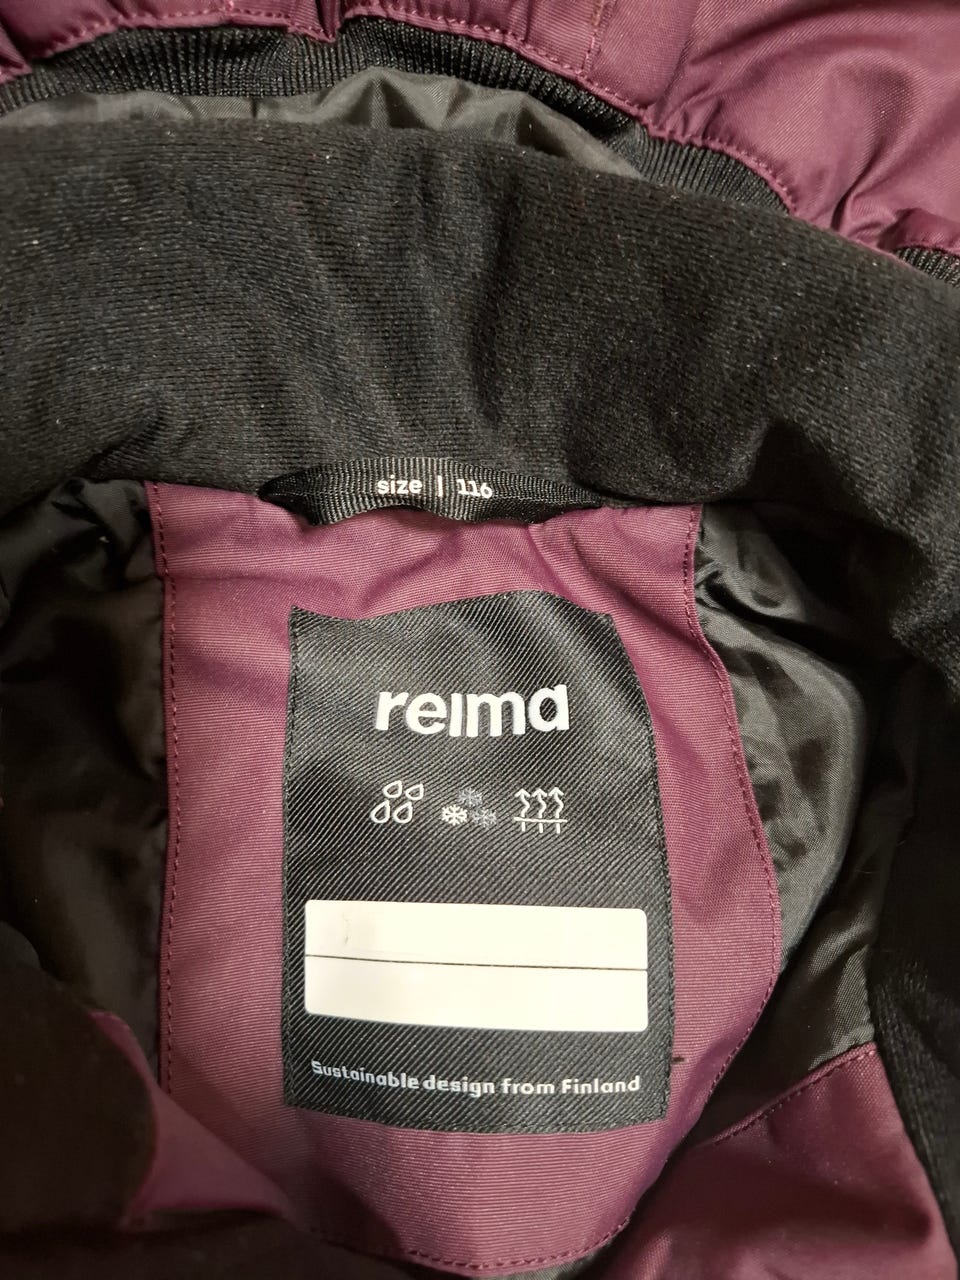 size | 116
reima
Sustainable design from Finland